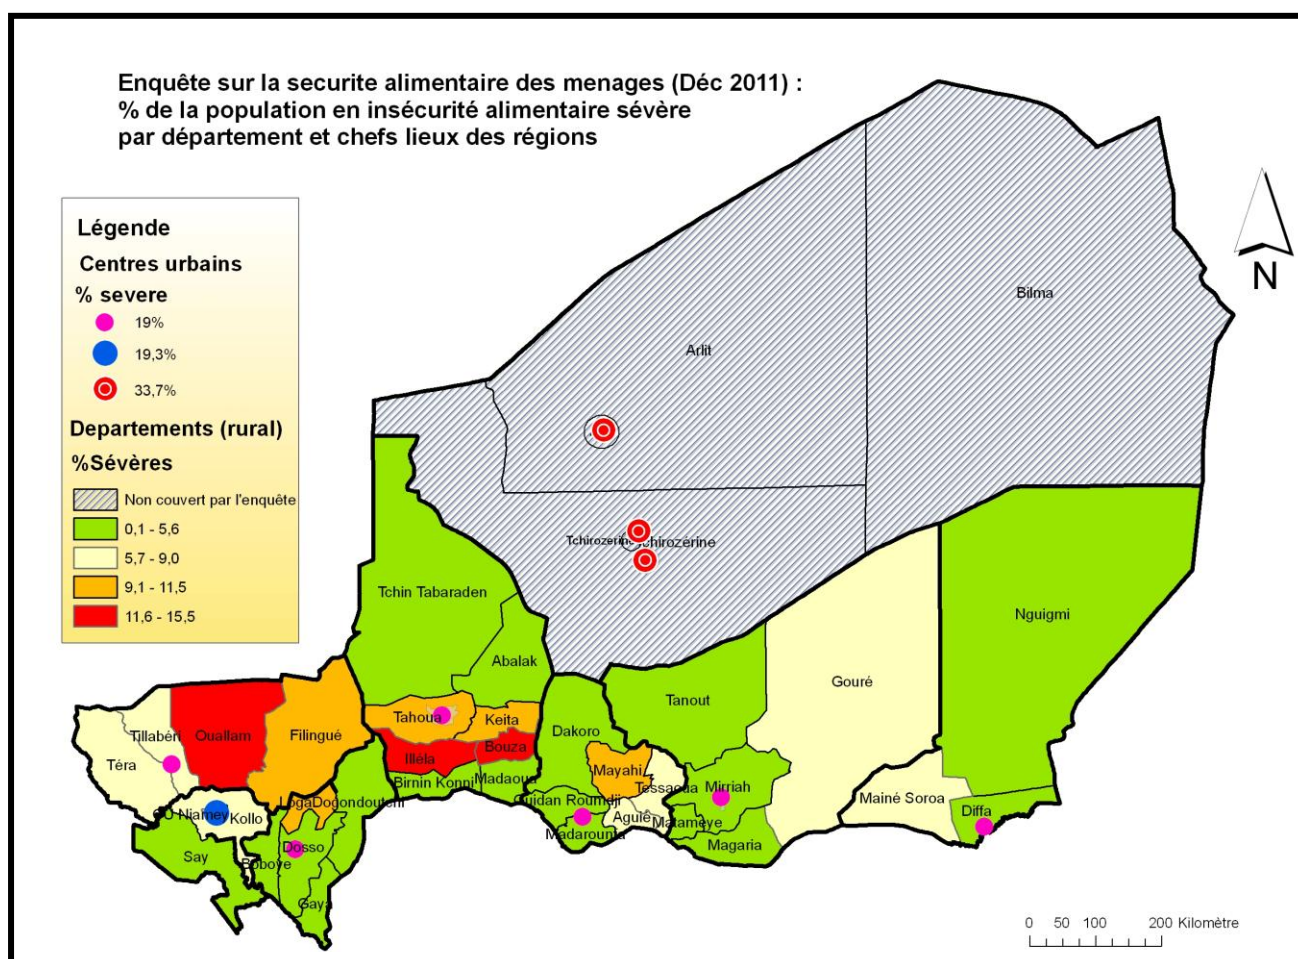 Enquête sur la securite alimentaire des menages (Déc 2011) :
% de la population en insécurité alimentaire sévère
par département et chefs lieux des régions
Légende
Centres urbains
% severe
19%
19,3%
33,7%
Departements (rural)
%Sévères
Non couvert par l'enquête
0,1 - 5,6
5,7 - 9,0
9,1 - 11,5
11,6 - 15,5
N
Bilma
Arlit
Tchirozerine
Tchirozérine
Tchin Tabaraden
Nguigmi
Abalak
Gouré
Tanout
Tahoua
Keita
Dakoro
Tillabéri
Ouallam
Filingué
Bouza
Illéla
Téra
Mayahi
Birnin Konni
Madaoua
Tessaoua
Mirriah
Mainé Soroa
Loga
Dogondoutchi
Guidan Roumdji
Diffa
CU Niamey
Kollo
Aguié
Matameye
Madarounfa
Magaria
Dosso
Say
Boboye
Gaya
0 50 100 200 Kilomètre